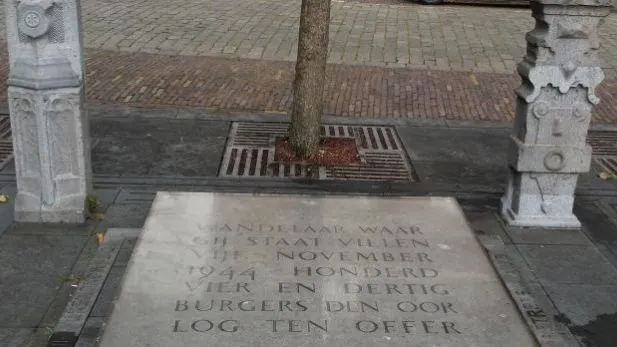 WANDELAAR WAAR
GIJ STAAT VIELEN
VIJF NOVEMBER
1944 HONDERD
VIER EN DERTIG
BURGERS DEN OOR
LOG TEN OFFER
L
O